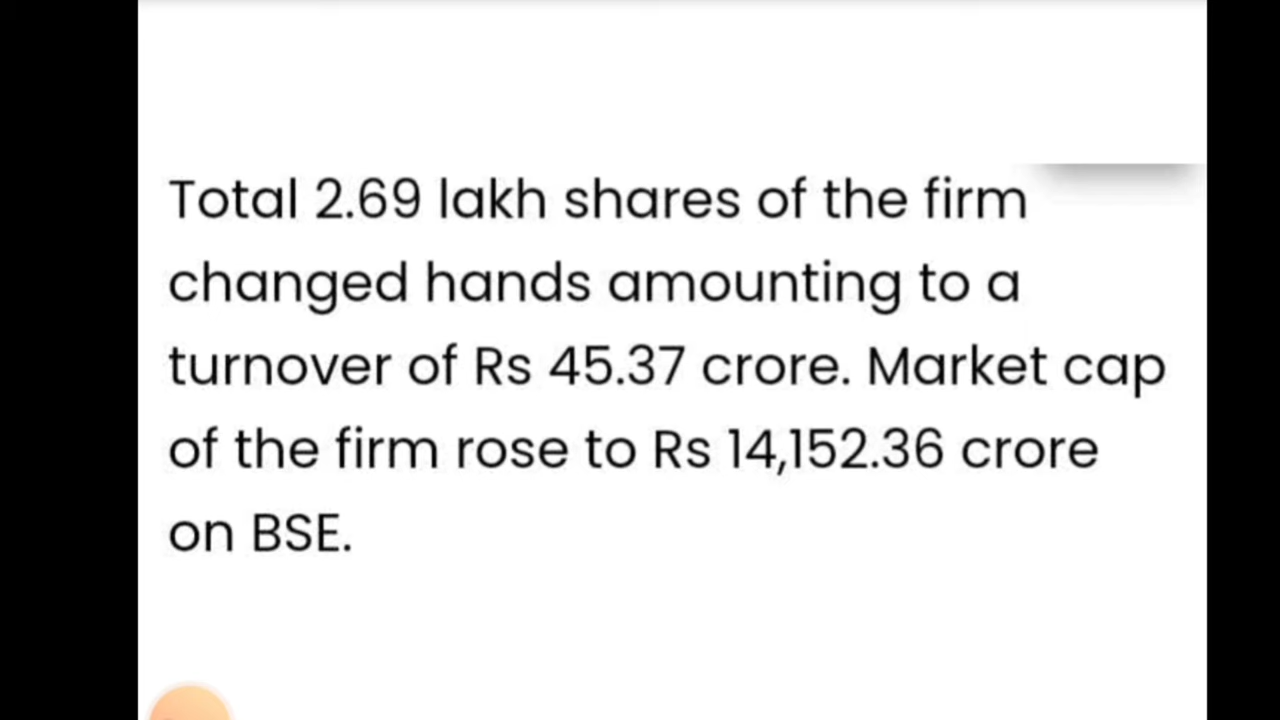 Total 2.69 lakh shares of the firm
changed hands amounting to a
turnover of Rs 45.37 crore. Market cap
of the firm rose to Rs 14,152.36 crore
on BSE.